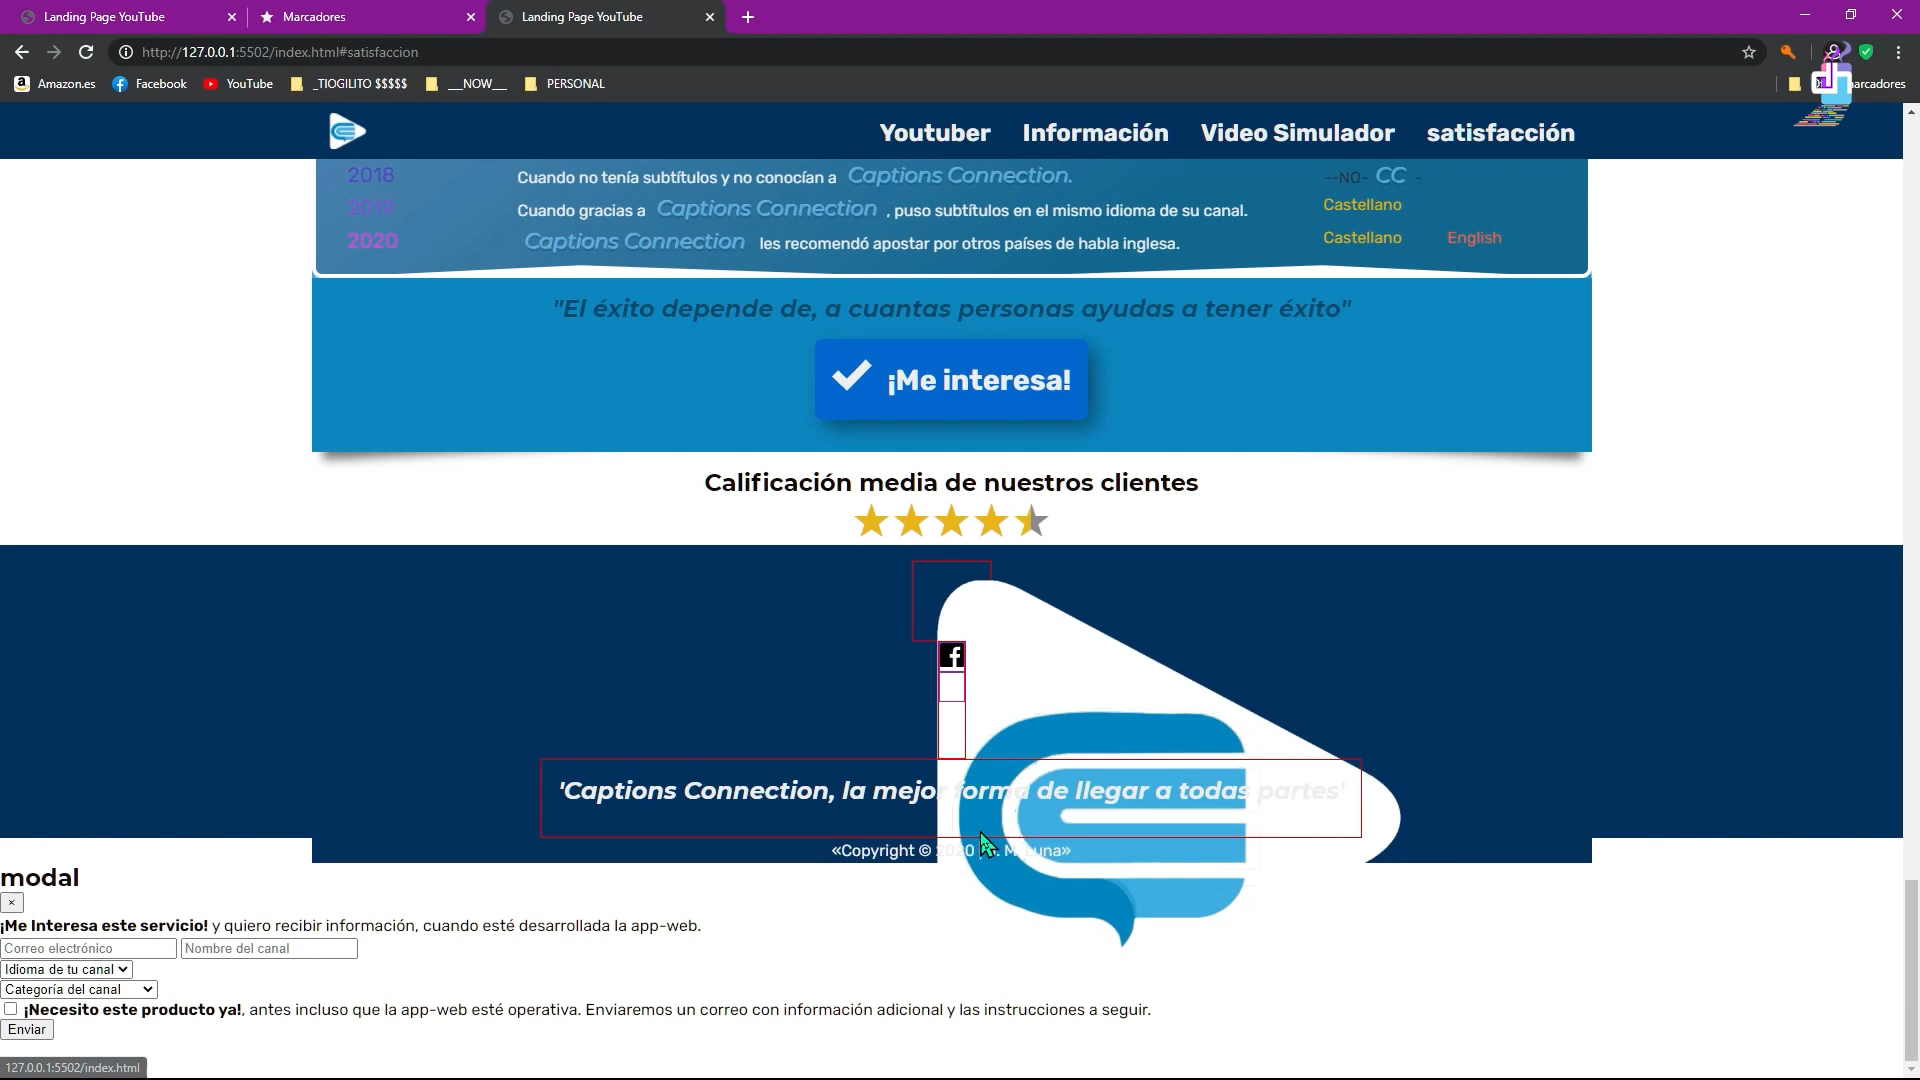 Landing Page YouTube
Marcadores
Landing Page YouTube
http://127.0.0.1:5502/index.html#satisfaccion
Amazon.es
Facebook
YouTube
_TIOGILITO $$$$$
___NOW___
PERSONAL
marcadores
Youtuber
Información
Video Simulador
satisfacción
2018
Cuando no tenía subtítulos y no conocían a Captions Connection.
--NO- CC -
2019
Cuando gracias a Captions Connection , puso subtítulos en el mismo idioma de su canal.
Castellano
2020
Captions Connection les recomendó apostar por otros países de habla inglesa.
Castellano English
"El éxito depende de, a cuantas personas ayudas a tener éxito"
¡Me interesa!
Calificación media de nuestros clientes
'Captions Connection, la mejor forma de llegar a todas partes'
«Copyright © 2020 M. Luna»
modal
×
¡Me Interesa este servicio! y quiero recibir información, cuando esté desarrollada la app-web.
Correo electrónico
Nombre del canal
Idioma de tu canal
Categoría del canal
¡Necesito este producto ya!, antes incluso que la app-web esté operativa. Enviaremos un correo con información adicional y las instrucciones a seguir.
Enviar
127.0.0.1:5502/index.html